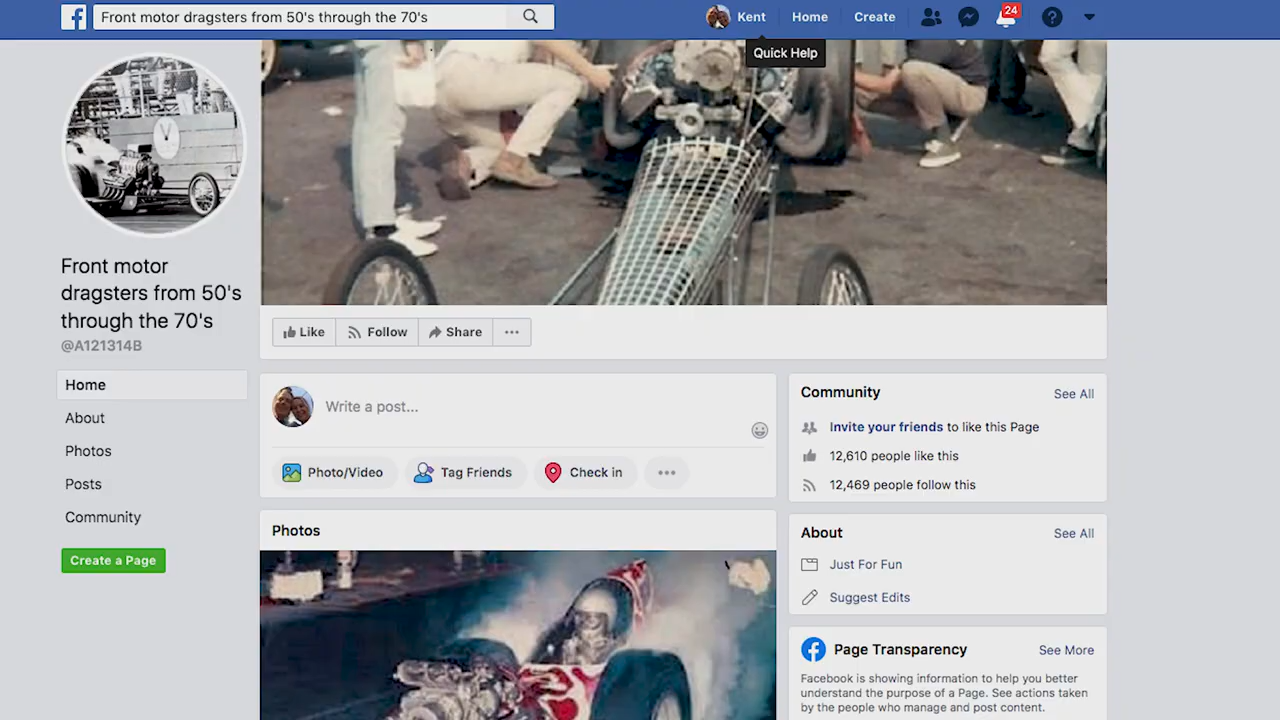 Front motor dragsters from 50's through the 70's
Kent
Home
Create
24
Quick Help
Front motor
dragsters from 50's
through the 70's
@A121314B
Home
About
Photos
Posts
Community
Create a Page
Like
Follow
Share
Write a post...
Photo/Video
Tag Friends
Check in
Photos
Community
See All
Invite your friends to like this Page
12,610 people like this
12,469 people follow this
About
See All
Just For Fun
Suggest Edits
Page Transparency
See More
Facebook is showing information to help you better
understand the purpose of a Page. See actions taken
by the people who manage and post content.